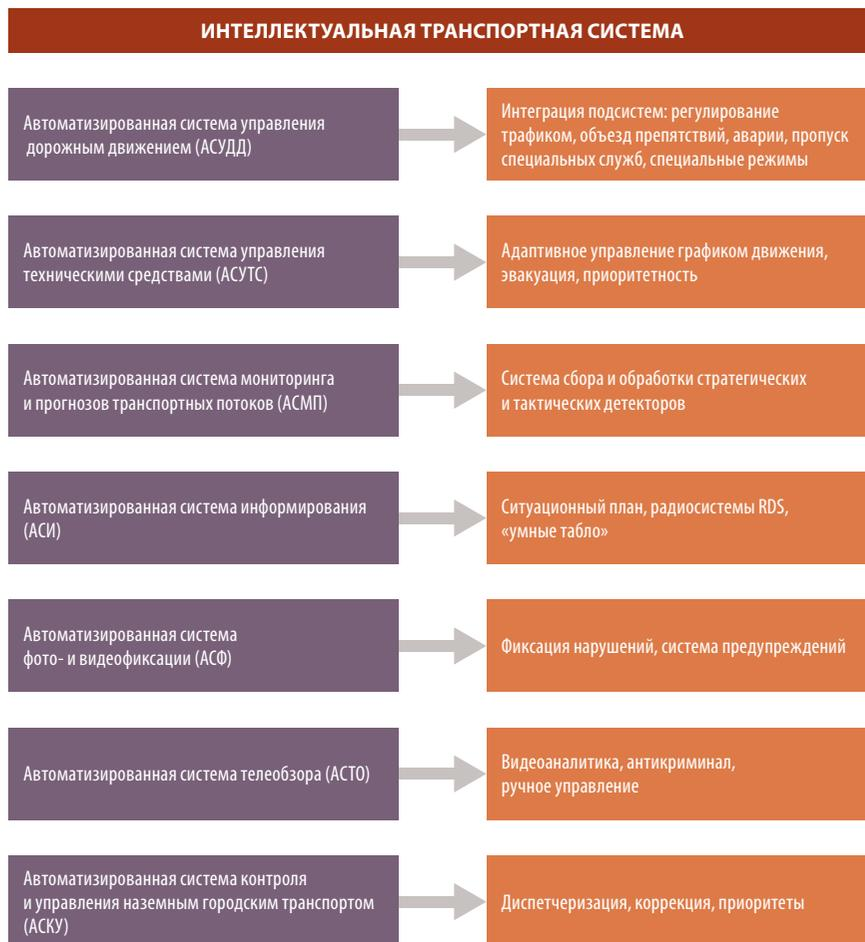 ИНТЕЛЛЕКТУАЛЬНАЯ ТРАНСПОРТНАЯ СИСТЕМА
Автоматизированная система управления
дорожным движением (АСУДД)
Интеграция подсистем: регулирование
трафиком, объезд препятствий, аварии, пропуск
специальных служб, специальные режимы
Автоматизированная система управления
техническими средствами (АСУТС)
Адаптивное управление графиком движения,
эвакуация, приоритетность
Автоматизированная система мониторинга
и прогнозов транспортных потоков (АСМП)
Система сбора и обработки стратегических
и тактических детекторов
Автоматизированная система информирования
(АСИ)
Ситуационный план, радиосистемы RDS,
«умные табло»
Автоматизированная система
фото- и видеофиксации (АСФ)
Фиксация нарушений, система предупреждений
Автоматизированная система телеобзора (АСТО)
Видеоаналитика, антикриминал,
ручное управление
Автоматизированная система контроля
и управления наземным городским транспортом
(АСКУ)
Диспетчеризация, коррекция, приоритеты